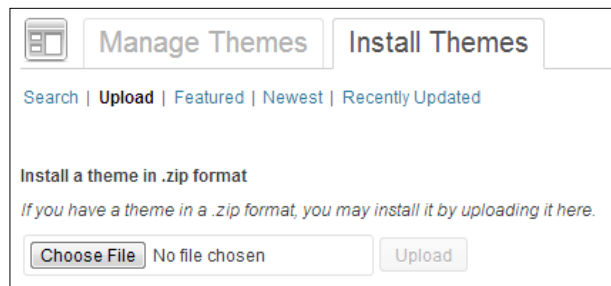 Manage Themes Install Themes
Search | Upload | Featured | Newest | Recently Updated
Install a theme in .zip format
If you have a theme in a .zip format, you may install it by uploading it here.
Choose File No file chosen Upload